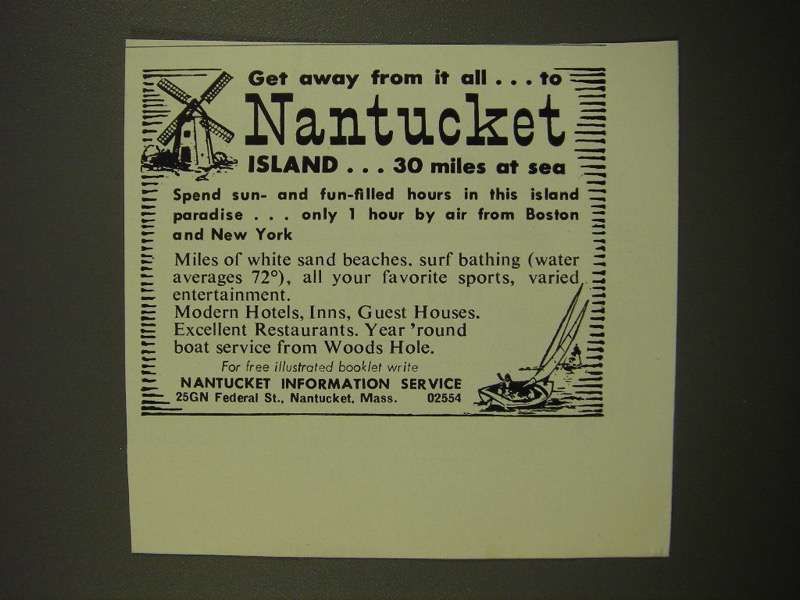 Get away from it all . . . to
Nantucket
ISLAND . . . 30 miles at sea
Spend sun- and fun-filled hours in this island
paradise . . . only 1 hour by air from Boston
and New York
Miles of white sand beaches. surf bathing (water
averages 72°), all your favorite sports, varied
entertainment.
Modern Hotels, Inns, Guest Houses.
Excellent Restaurants. Year 'round
boat service from Woods Hole.
For free illustrated booklet write
NANTUCKET INFORMATION SERVICE
25GN Federal St., Nantucket, Mass. 02554